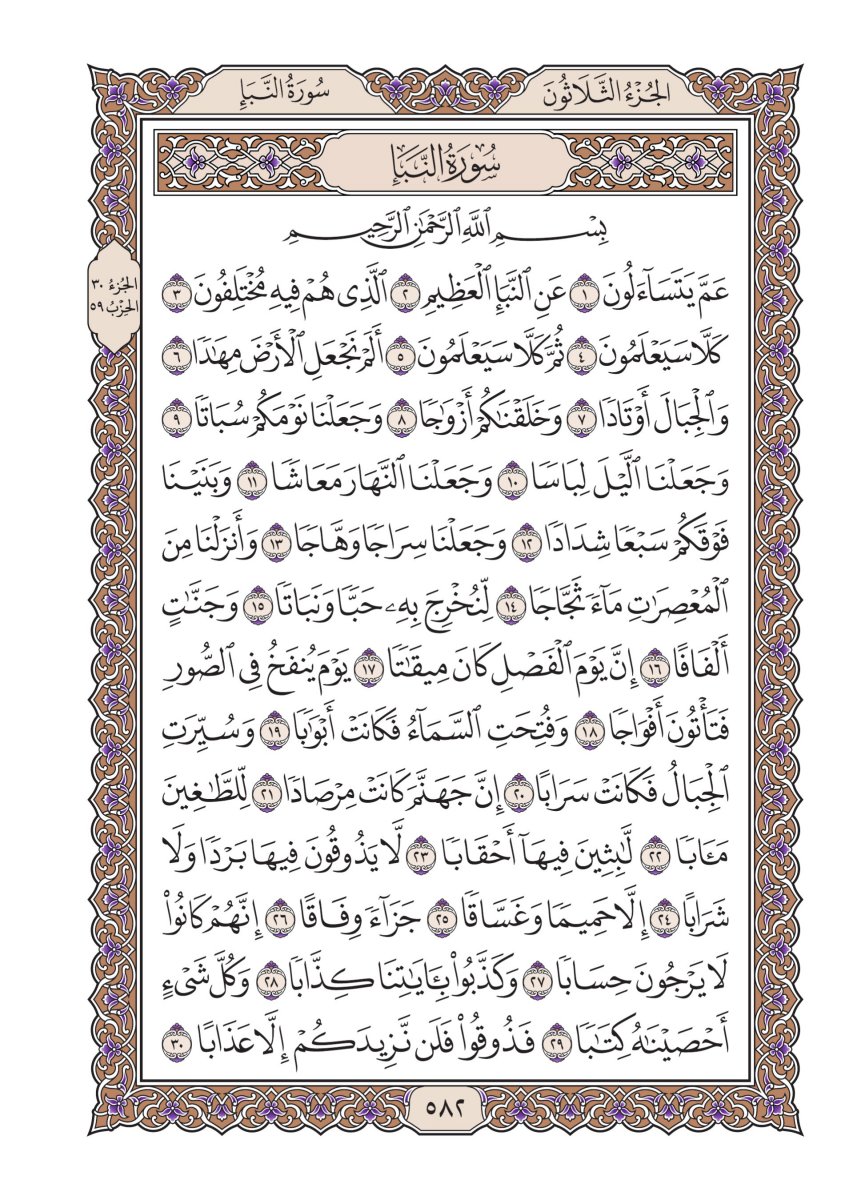 الجُزْءُ الثَّلَاثُونَ
سُورَةُ النَّبَإِ
سُورَةُ النَّبَإِ
بِسْمِ ٱللَّهِ ٱلرَّحْمَٰنِ ٱلرَّحِيمِ
الجُزءُ ٣٠
الحِزْبُ ٥٩
عَمَّ يَتَسَآءَلُونَ ١ عَنِ ٱلنَّبَإِ ٱلْعَظِيمِ ٢ ٱلَّذِى هُمْ فِيهِ مُخْتَلِفُونَ ٣
كَلَّا سَيَعْلَمُونَ ٤ ثُمَّ كَلَّا سَيَعْلَمُونَ ٥ أَلَمْ نَجْعَلِ ٱلْأَرْضَ مِهَٰدًا ٦
وَٱلْجِبَالَ أَوْتَادًا ٧ وَخَلَقْنَٰكُمْ أَزْوَٰجًا ٨ وَجَعَلْنَا نَوْمَكُمْ سُبَاتًا ٩
وَجَعَلْنَا ٱلَّيْلَ لِبَاسًا ١٠ وَجَعَلْنَا ٱلنَّهَارَ مَعَاشًا ١١ وَبَنَيْنَا
فَوْقَكُمْ سَبْعًا شِدَادًا ١٢ وَجَعَلْنَا سِرَاجًا وَهَّاجًا ١٣ وَأَنزَلْنَا مِنَ
ٱلْمُعْصِرَٰتِ مَآءً ثَجَّاجًا ١٤ لِّنُخْرِجَ بِهِۦ حَبًّا وَنَبَاتًا ١٥ وَجَنَّٰتٍ
أَلْفَافًا ١٦ إِنَّ يَوْمَ ٱلْفَصْلِ كَانَ مِيقَٰتًا ١٧ يَوْمَ يُنفَخُ فِى ٱلصُّورِ
فَتَأْتُونَ أَفْوَاجًا ١٨ وَفُتِحَتِ ٱلسَّمَآءُ فَكَانَتْ أَبْوَٰبًا ١٩ وَسُيِّرَتِ
ٱلْجِبَالُ فَكَانَتْ سَرَابًا ٢٠ إِنَّ جَهَنَّمَ كَانَتْ مِرْصَادًا ٢١ لِّلطَّٰغِينَ
مَـَٔابًا ٢٢ لَّٰبِثِينَ فِيهَآ أَحْقَابًا ٢٣ لَّا يَذُوقُونَ فِيهَا بَرْدًا وَلَا
شَرَابًا ٢٤ إِلَّا حَمِيمًا وَغَسَّاقًا ٢٥ جَزَآءً وِفَاقًا ٢٦ إِنَّهُمْ كَانُوا۟
لَا يَرْجُونَ حِسَابًا ٢٧ وَكَذَّبُوا۟ بِـَٔايَٰتِنَا كِذَّابًا ٢٨ وَكُلَّ شَىْءٍ
أَحْصَيْنَٰهُ كِتَٰبًا ٢٩ فَذُوقُوا۟ فَلَن نَّزِيدَكُمْ إِلَّا عَذَابًا ٣٠
٥٨٢